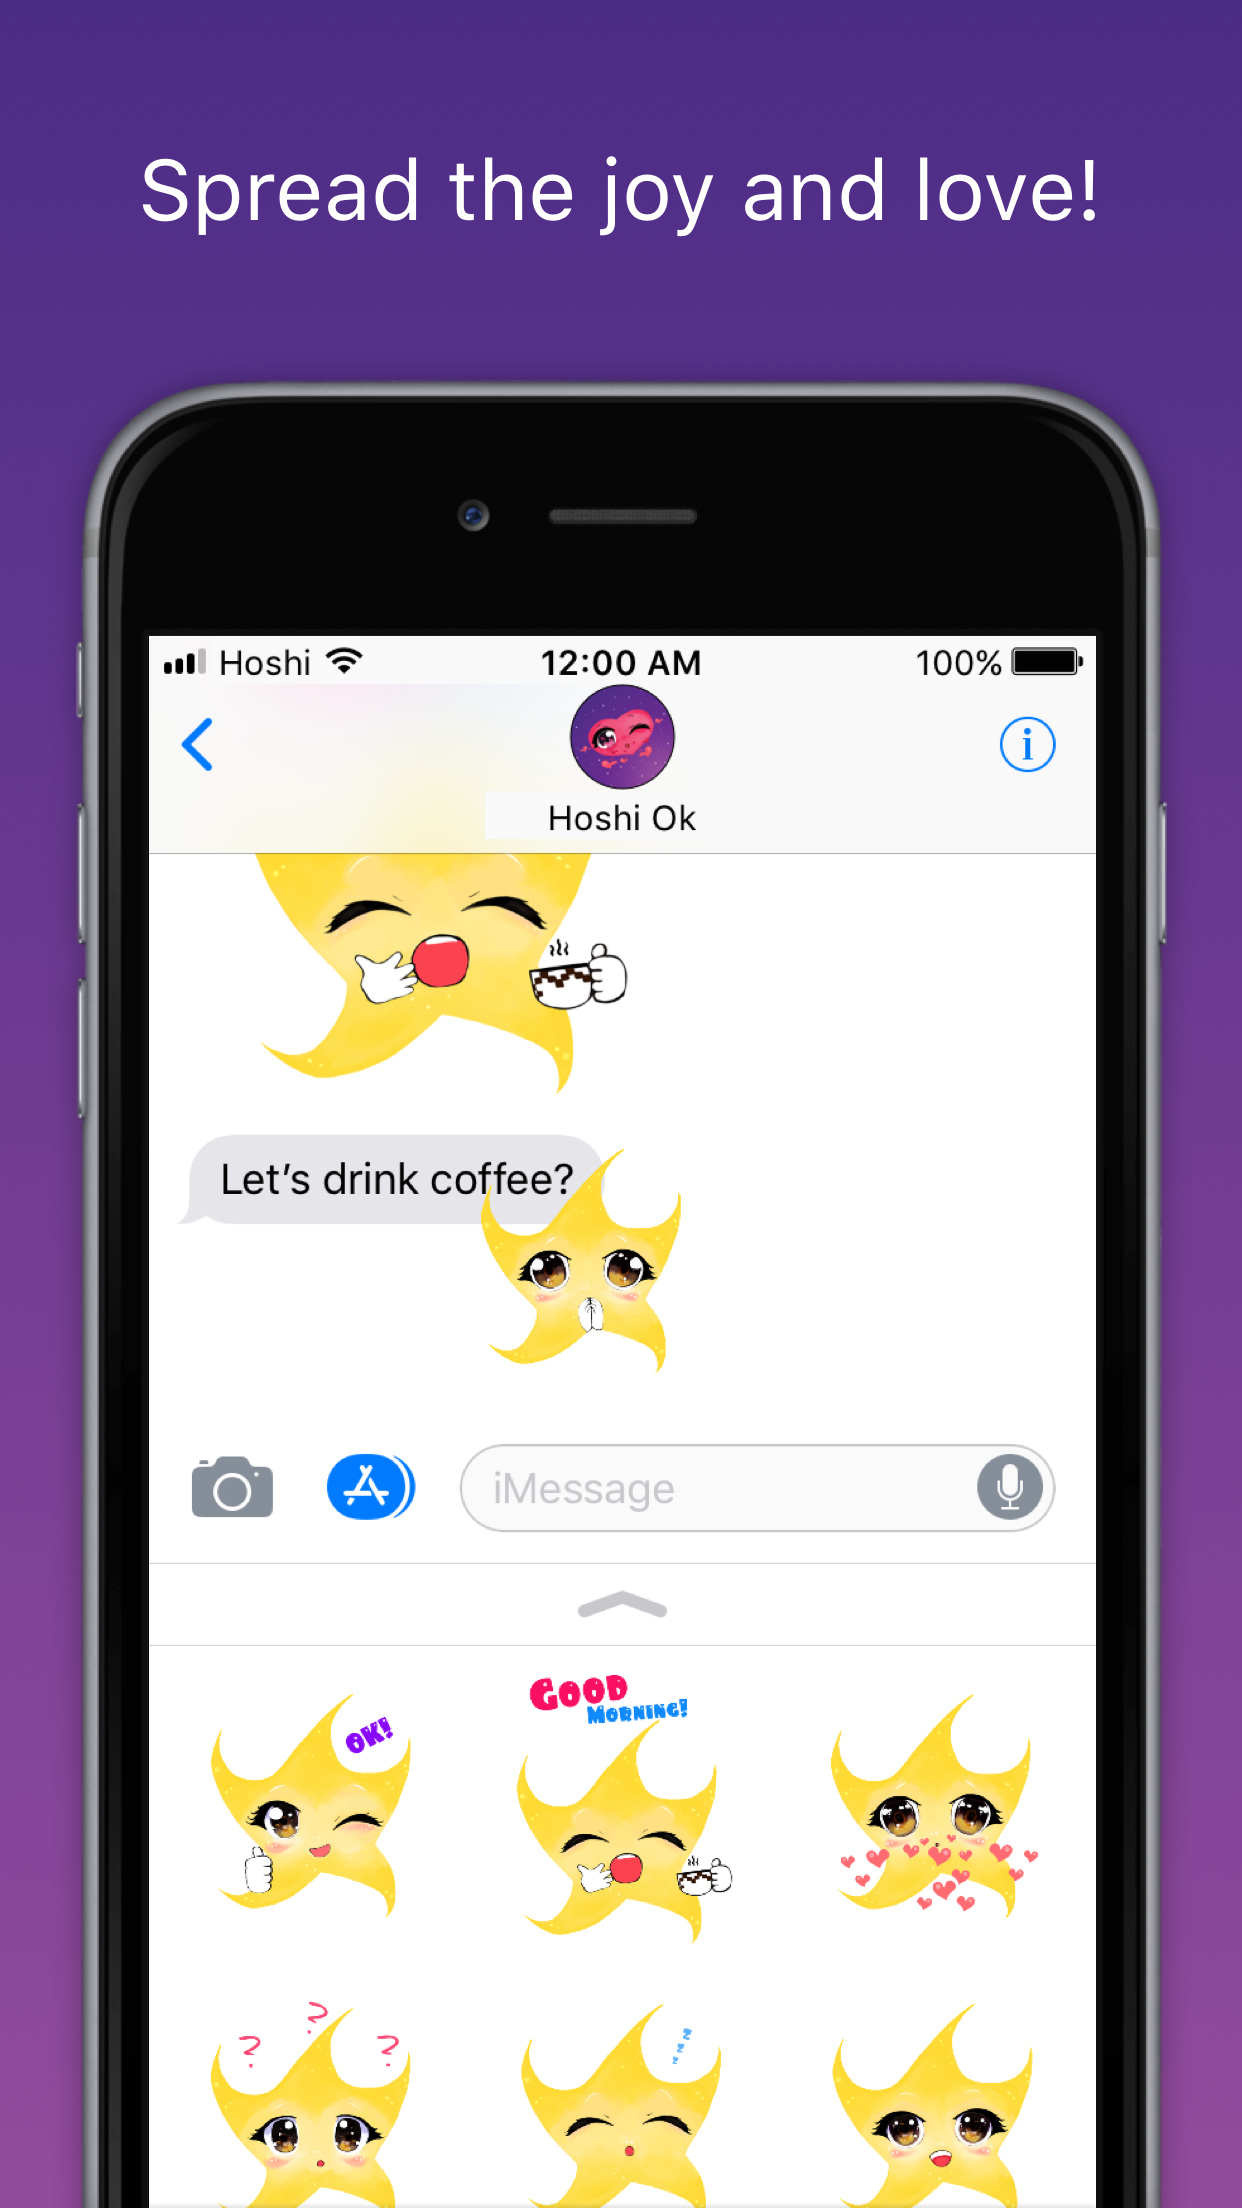 Spread the joy and love!
Hoshi 12:00 AM 100%
Hoshi Ok
Let's drink coffee?
iMessage
OK!
GOOD
MORNING!
? ? ?
z z z